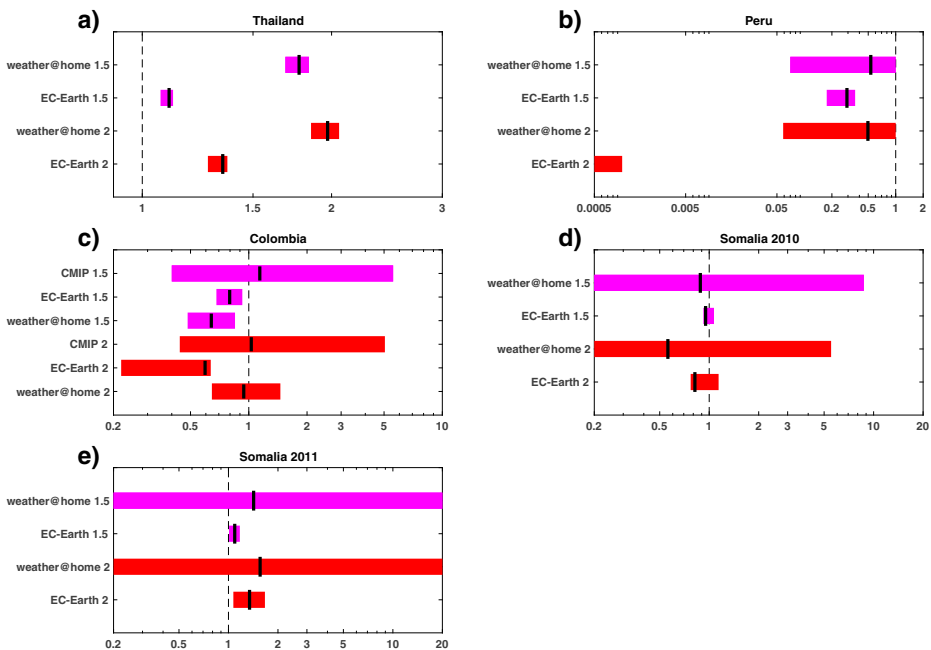 a) Thailand
weather@home 1.5
EC-Earth 1.5
weather@home 2
EC-Earth 2
1 1.5 2 3
b) Peru
weather@home 1.5
EC-Earth 1.5
weather@home 2
EC-Earth 2
0.0005 0.005 0.05 0.2 0.5 1 2
c) Colombia
CMIP 1.5
EC-Earth 1.5
weather@home 1.5
CMIP 2
EC-Earth 2
weather@home 2
0.2 0.5 1 2 3 5 10
d) Somalia 2010
weather@home 1.5
EC-Earth 1.5
weather@home 2
EC-Earth 2
0.2 0.5 1 2 3 5 10 20
e) Somalia 2011
weather@home 1.5
EC-Earth 1.5
weather@home 2
EC-Earth 2
0.2 0.5 1 2 3 5 10 20